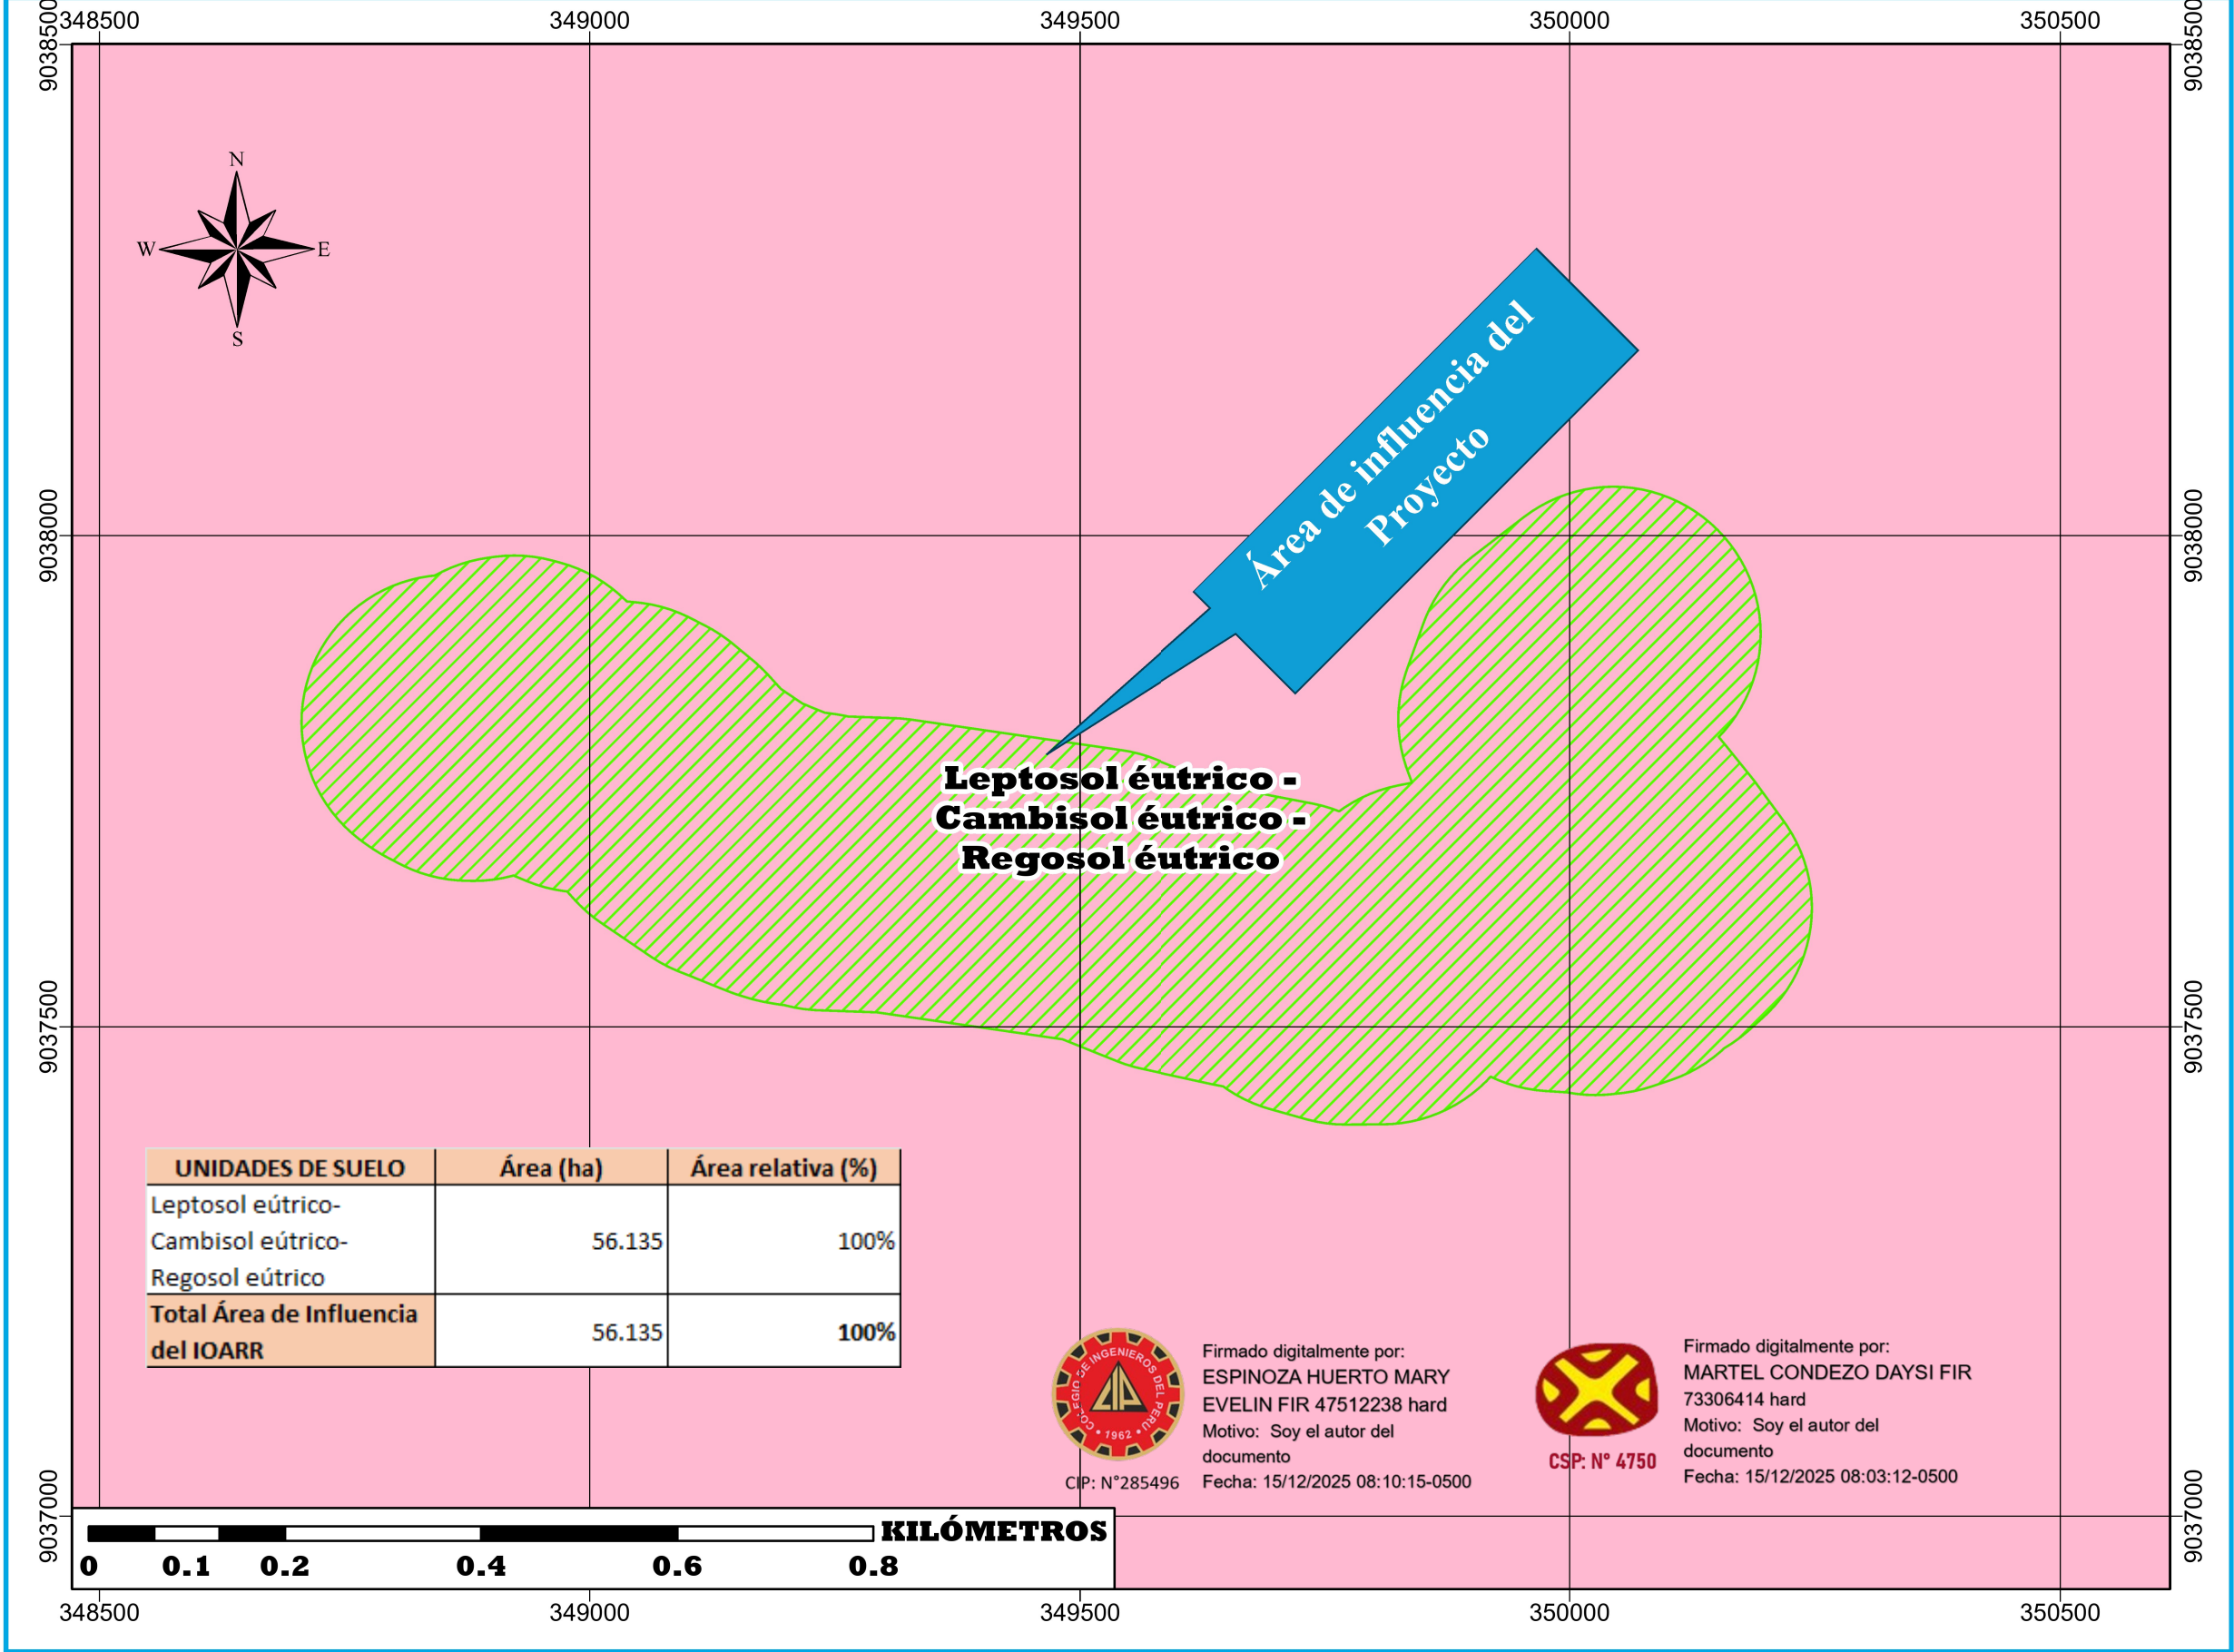 348500 349000 349500 350000 350500
9038500 9038500
N
W E
S
Área de influencia del
Proyecto
9038000 9038000
Leptosol éutrico -
Cambisol éutrico -
Regosol éutrico
9037500 9037500
UNIDADES DE SUELO Área (ha) Área relativa (%)
Leptosol eútrico-
Cambisol eútrico-
Regosol eútrico
56.135 100%
Total Área de Influencia
del IOARR
56.135 100%
COLEGIO DE INGENIEROS DEL PERU
1962
CIP: N°285496
Firmado digitalmente por:
ESPINOZA HUERTO MARY
EVELIN FIR 47512238 hard
Motivo: Soy el autor del
documento
Fecha: 15/12/2025 08:10:15-0500
CSP: N° 4750
Firmado digitalmente por:
MARTEL CONDEZO DAYSI FIR
73306414 hard
Motivo: Soy el autor del
documento
Fecha: 15/12/2025 08:03:12-0500
9037000 9037000
KILÓMETROS
0 0.1 0.2 0.4 0.6 0.8
348500 349000 349500 350000 350500